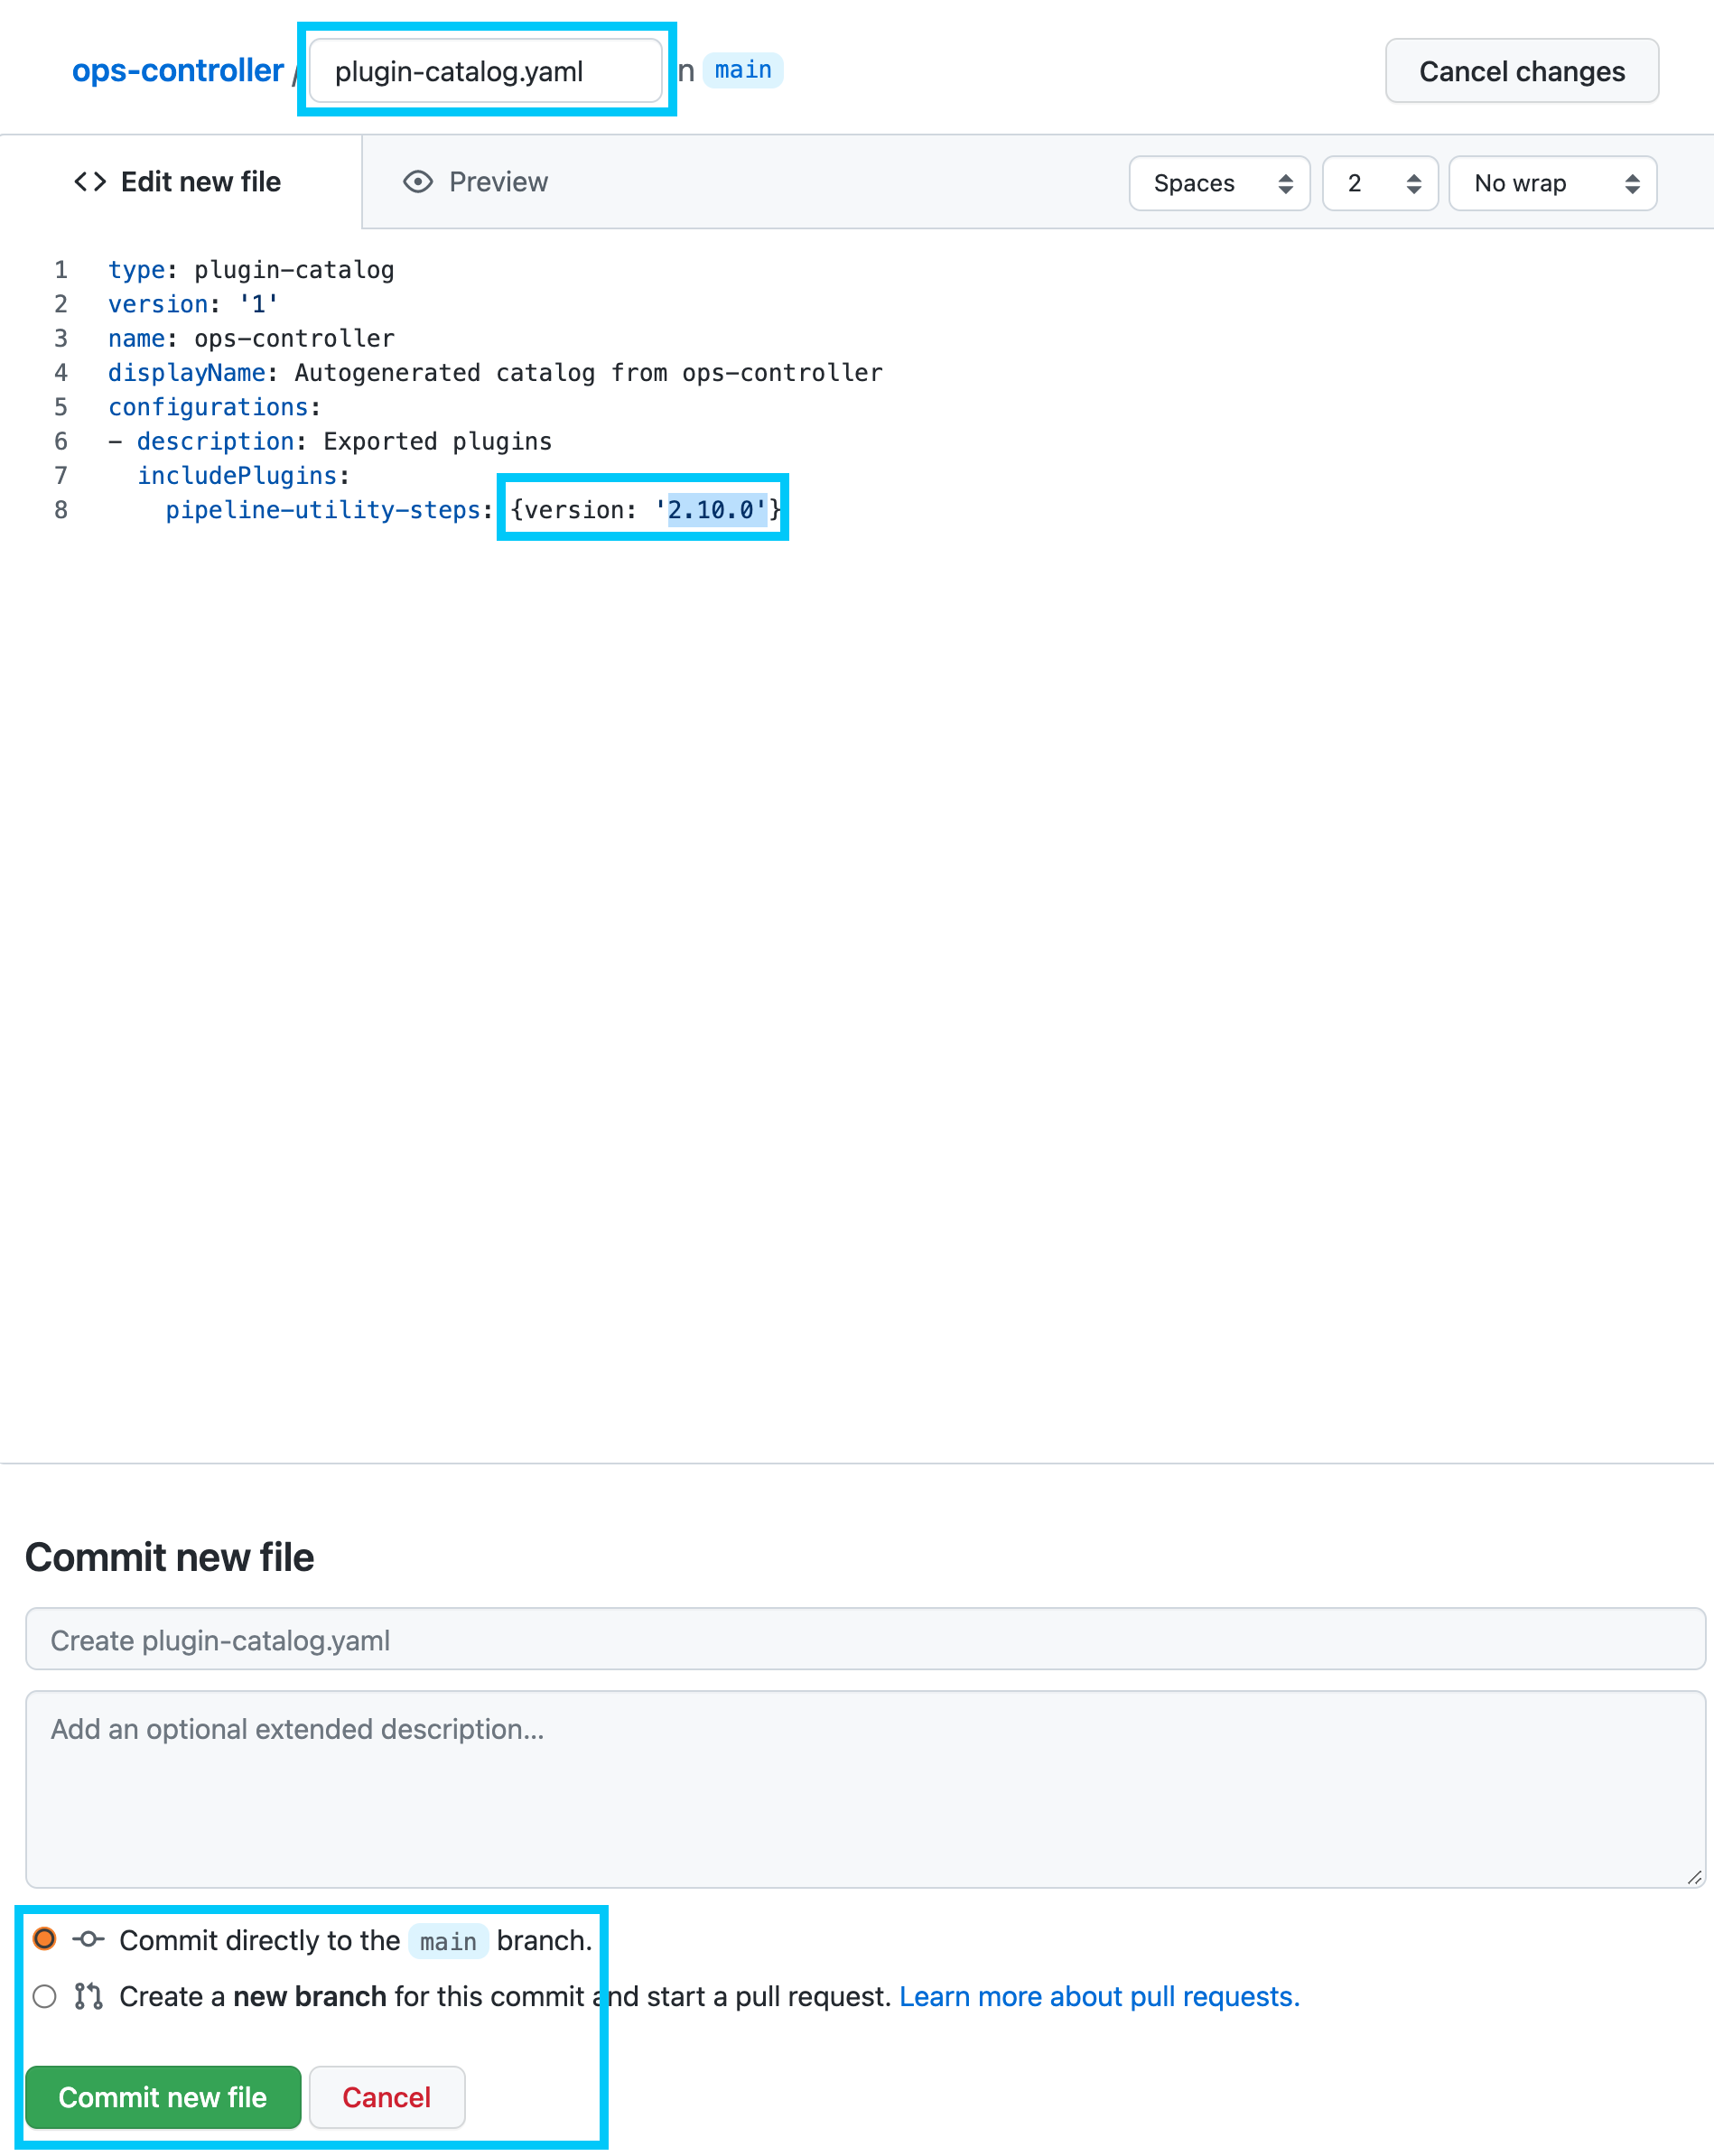 ops-controller / plugin-catalog.yaml n main Cancel changes
Edit new file Preview Spaces 2 No wrap
1 type: plugin-catalog
2 version: '1'
3 name: ops-controller
4 displayName: Autogenerated catalog from ops-controller
5 configurations:
6 - description: Exported plugins
7 includePlugins:
8 pipeline-utility-steps: {version: '2.10.0'}
Commit new file
Create plugin-catalog.yaml
Add an optional extended description...
Commit directly to the main branch.
Create a new branch for this commit and start a pull request. Learn more about pull requests.
Commit new file Cancel